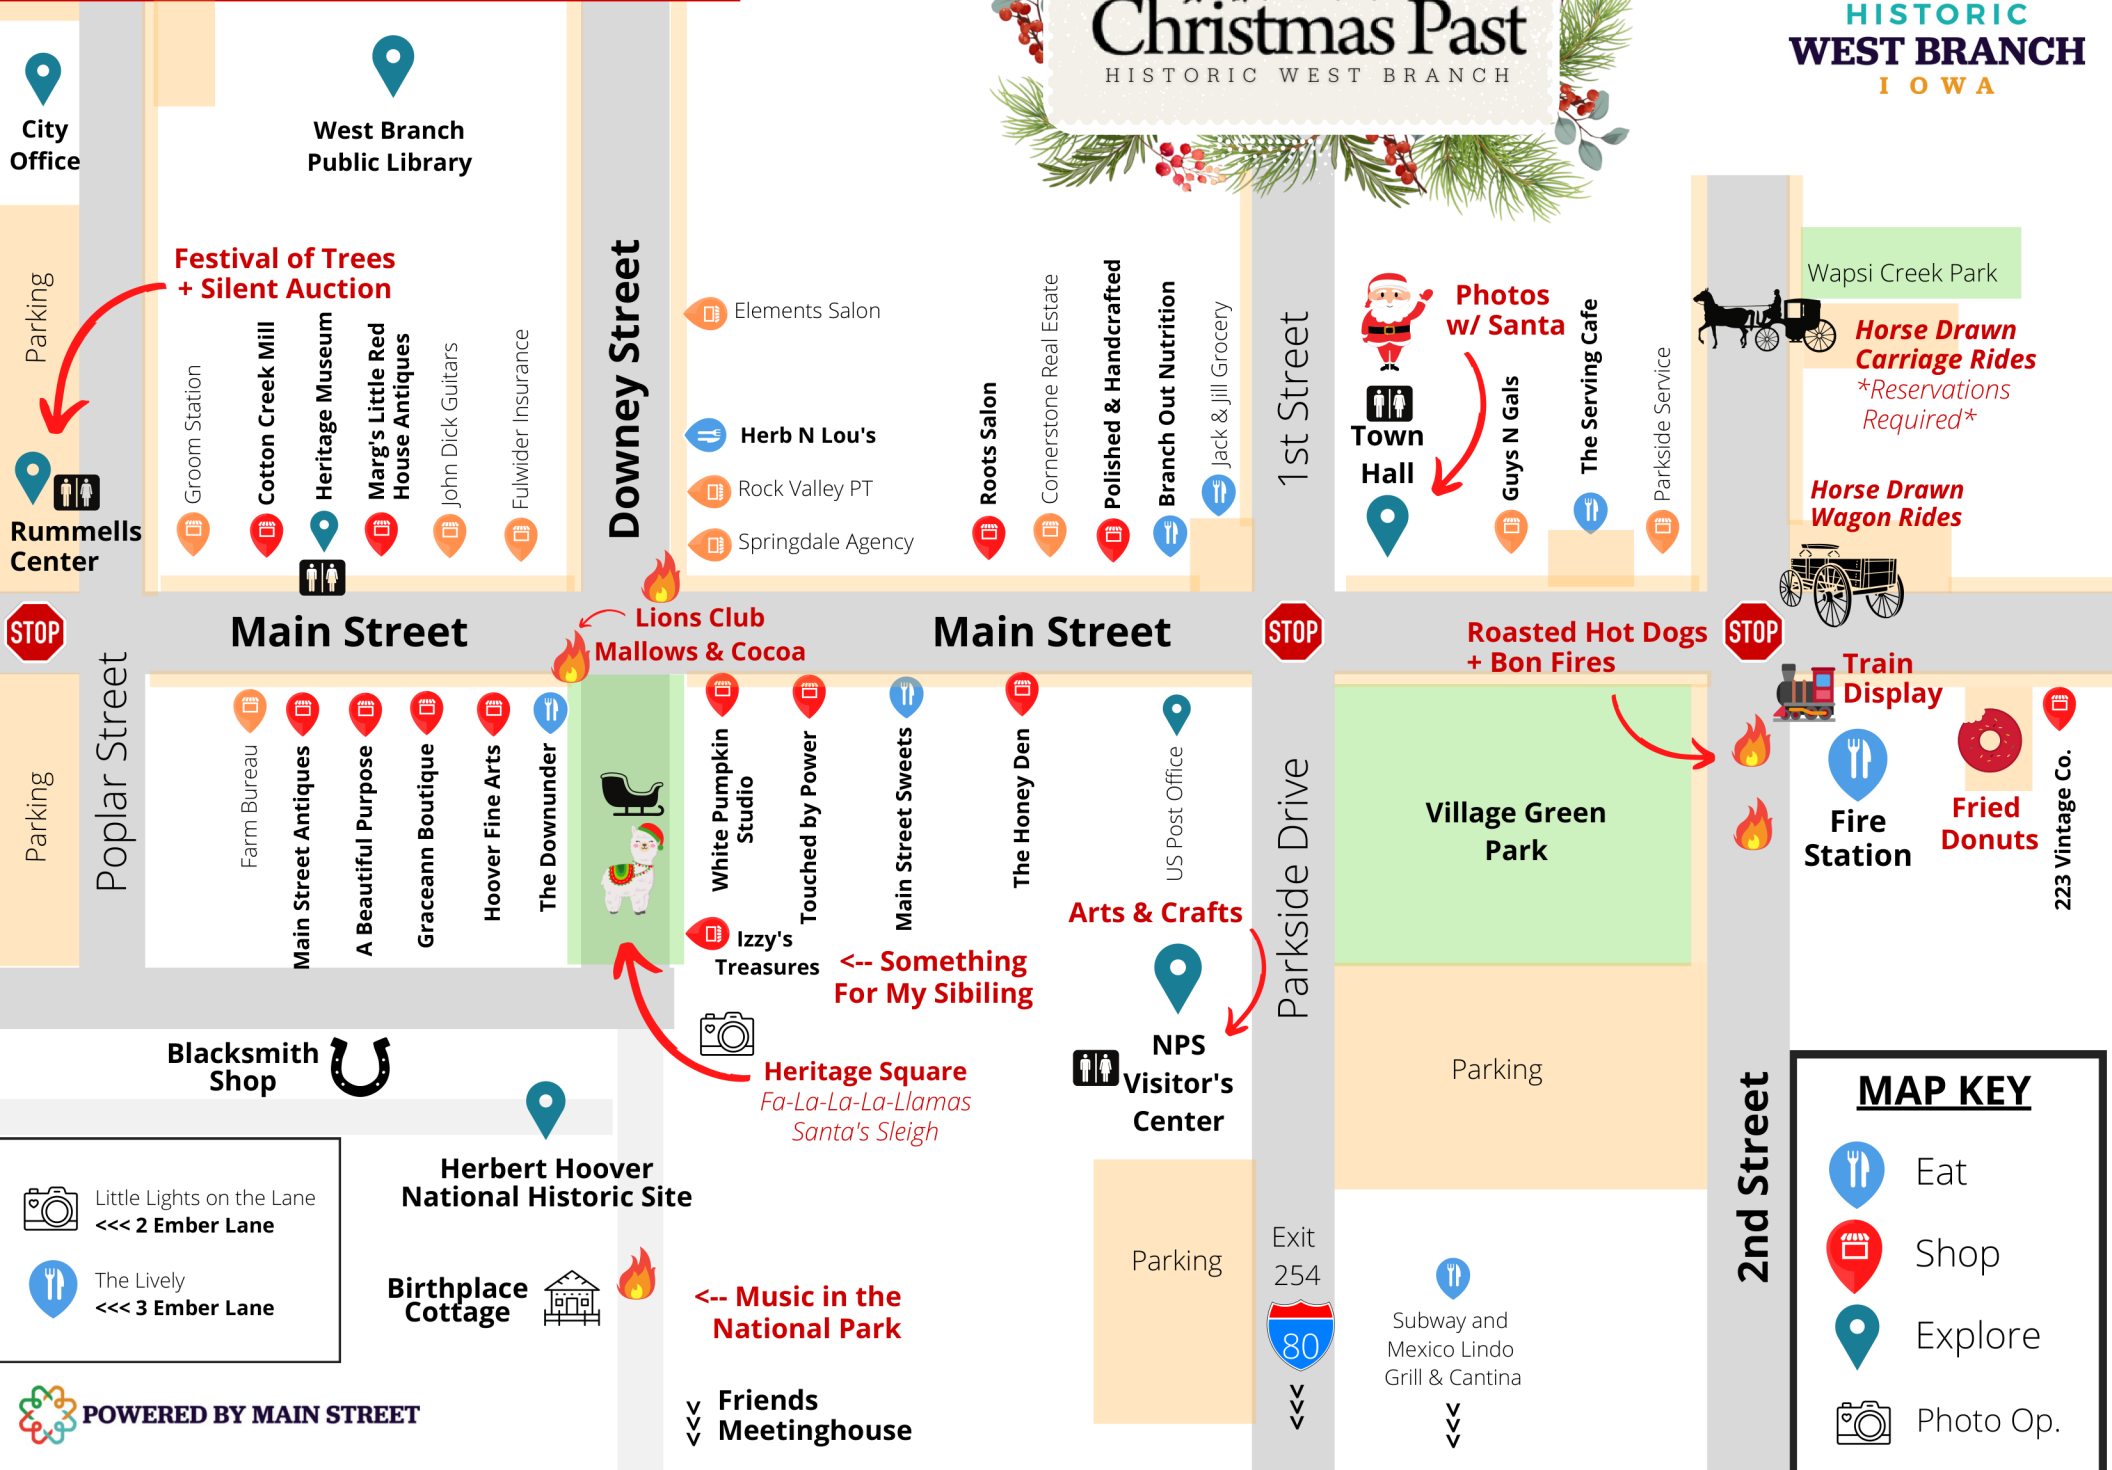 Christmas Past
HISTORIC WEST BRANCH
HISTORIC
WEST BRANCH
IOWA
City
Office
West Branch
Public Library
Parking
Festival of Trees
+ Silent Auction
Rummells
Center
Groom Station
Cotton Creek Mill
Heritage Museum
Marg's Little Red
House Antiques
John Dick Guitars
Fulwider Insurance
Downey Street
Elements Salon
Herb N Lou's
Rock Valley PT
Springdale Agency
Roots Salon
Cornerstone Real Estate
Polished & Handcrafted
Branch Out Nutrition
Jack & Jill Grocery
1st Street
Photos
w/ Santa
Town
Hall
Guys N Gals
The Serving Cafe
Parkside Service
Wapsi Creek Park
Horse Drawn
Carriage Rides
*Reservations
Required*
Horse Drawn
Wagon Rides
STOP
Main Street
Lions Club
Mallows & Cocoa
Main Street
STOP
Roasted Hot Dogs
+ Bon Fires
STOP
Train
Display
Parking
Poplar Street
Farm Bureau
Main Street Antiques
A Beautiful Purpose
Graceann Boutique
Hoover Fine Arts
The Downunder
White Pumpkin
Studio
Touched by Power
Main Street Sweets
The Honey Den
US Post Office
Parkside Drive
Village Green
Park
Fire
Station
Fried
Donuts
223 Vintage Co.
Izzy's
Treasures
<-- Something
For My Sibiling
Arts & Crafts
NPS
Visitor's
Center
Blacksmith
Shop
Heritage Square
Fa-La-La-La-Llamas
Santa's Sleigh
Parking
2nd Street
Herbert Hoover
National Historic Site
Little Lights on the Lane
<<< 2 Ember Lane
The Lively
<<< 3 Ember Lane
Birthplace
Cottage
<-- Music in the
National Park
Parking
Exit
254
80
>>>
Subway and
Mexico Lindo
Grill & Cantina
>>>
>>>
Friends
Meetinghouse
POWERED BY MAIN STREET
MAP KEY
Eat
Shop
Explore
Photo Op.